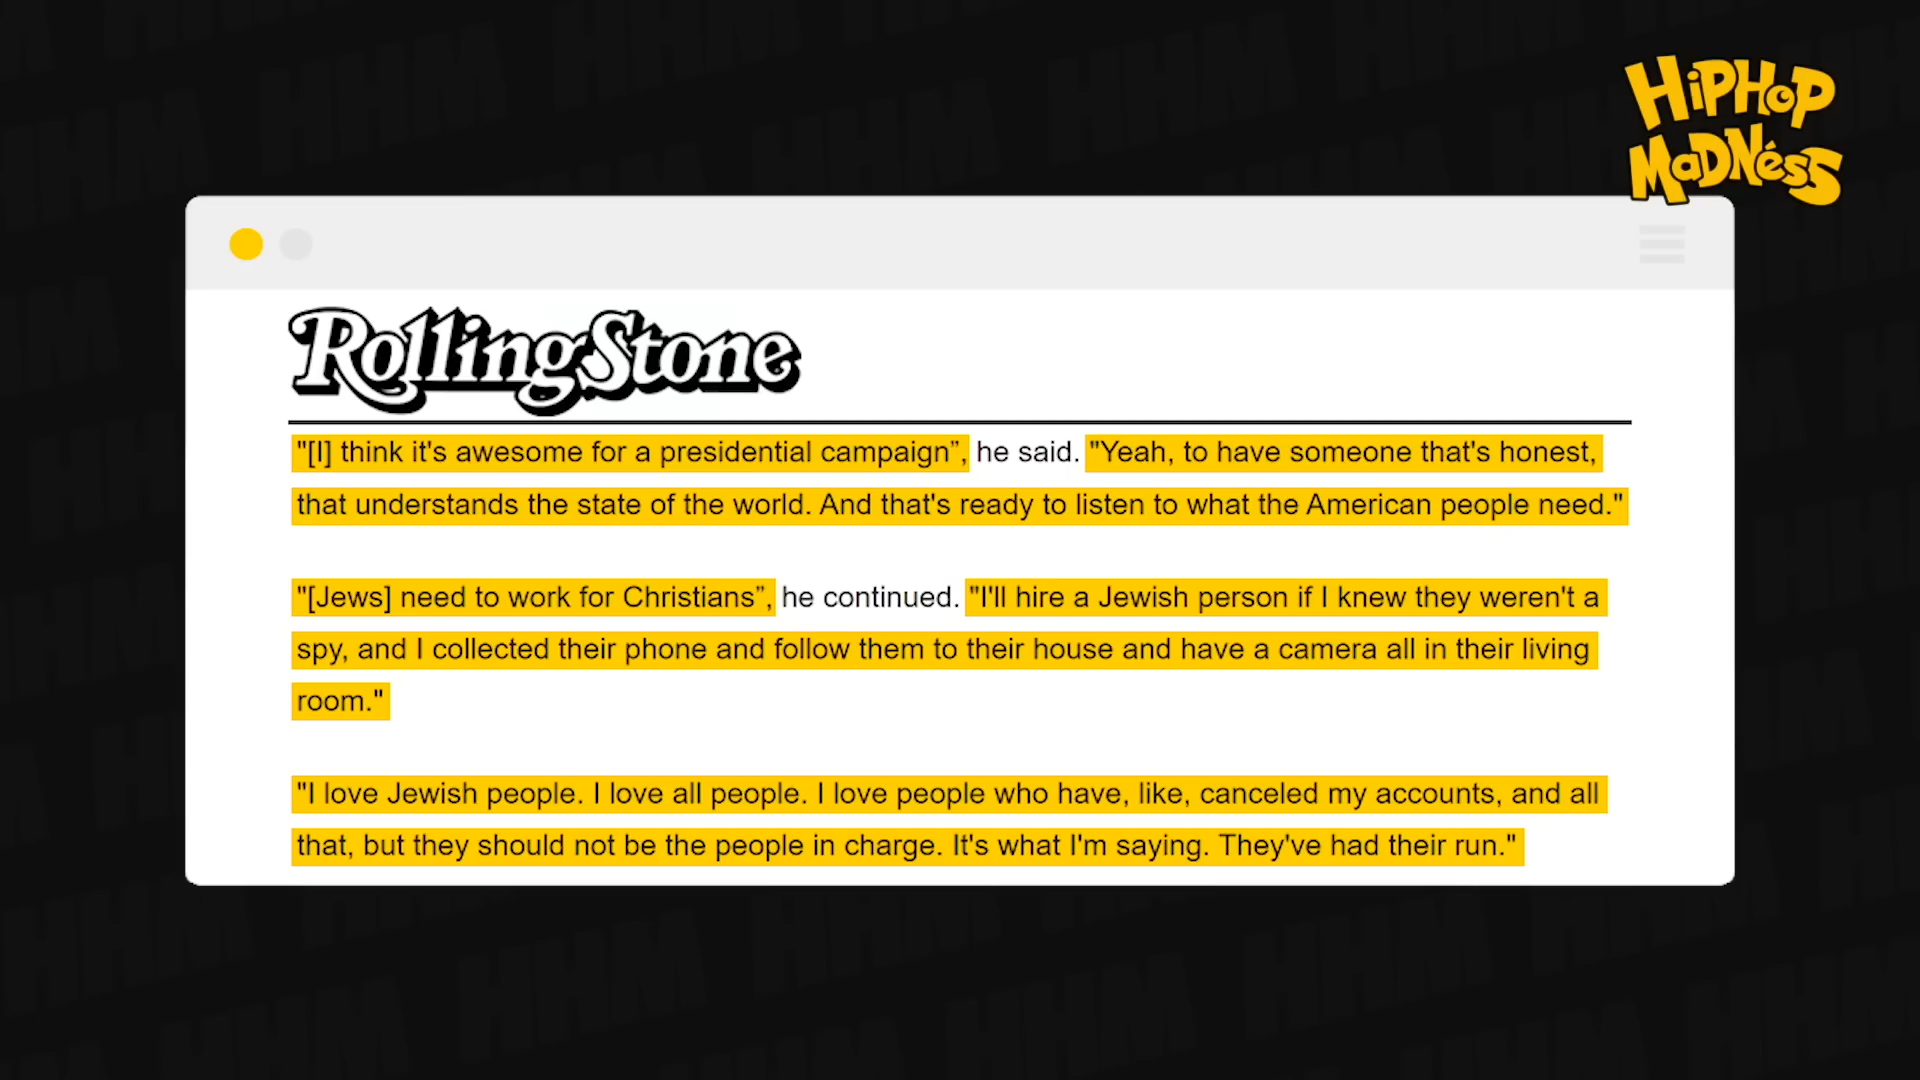 HiPHOP
MaDNéss
RollingStone
"[I] think it's awesome for a presidential campaign”, he said. "Yeah, to have someone that's honest,
that understands the state of the world. And that's ready to listen to what the American people need."
"[Jews] need to work for Christians”, he continued. "I'll hire a Jewish person if I knew they weren't a
spy, and I collected their phone and follow them to their house and have a camera all in their living
room."
"I love Jewish people. I love all people. I love people who have, like, canceled my accounts, and all
that, but they should not be the people in charge. It's what I'm saying. They've had their run."